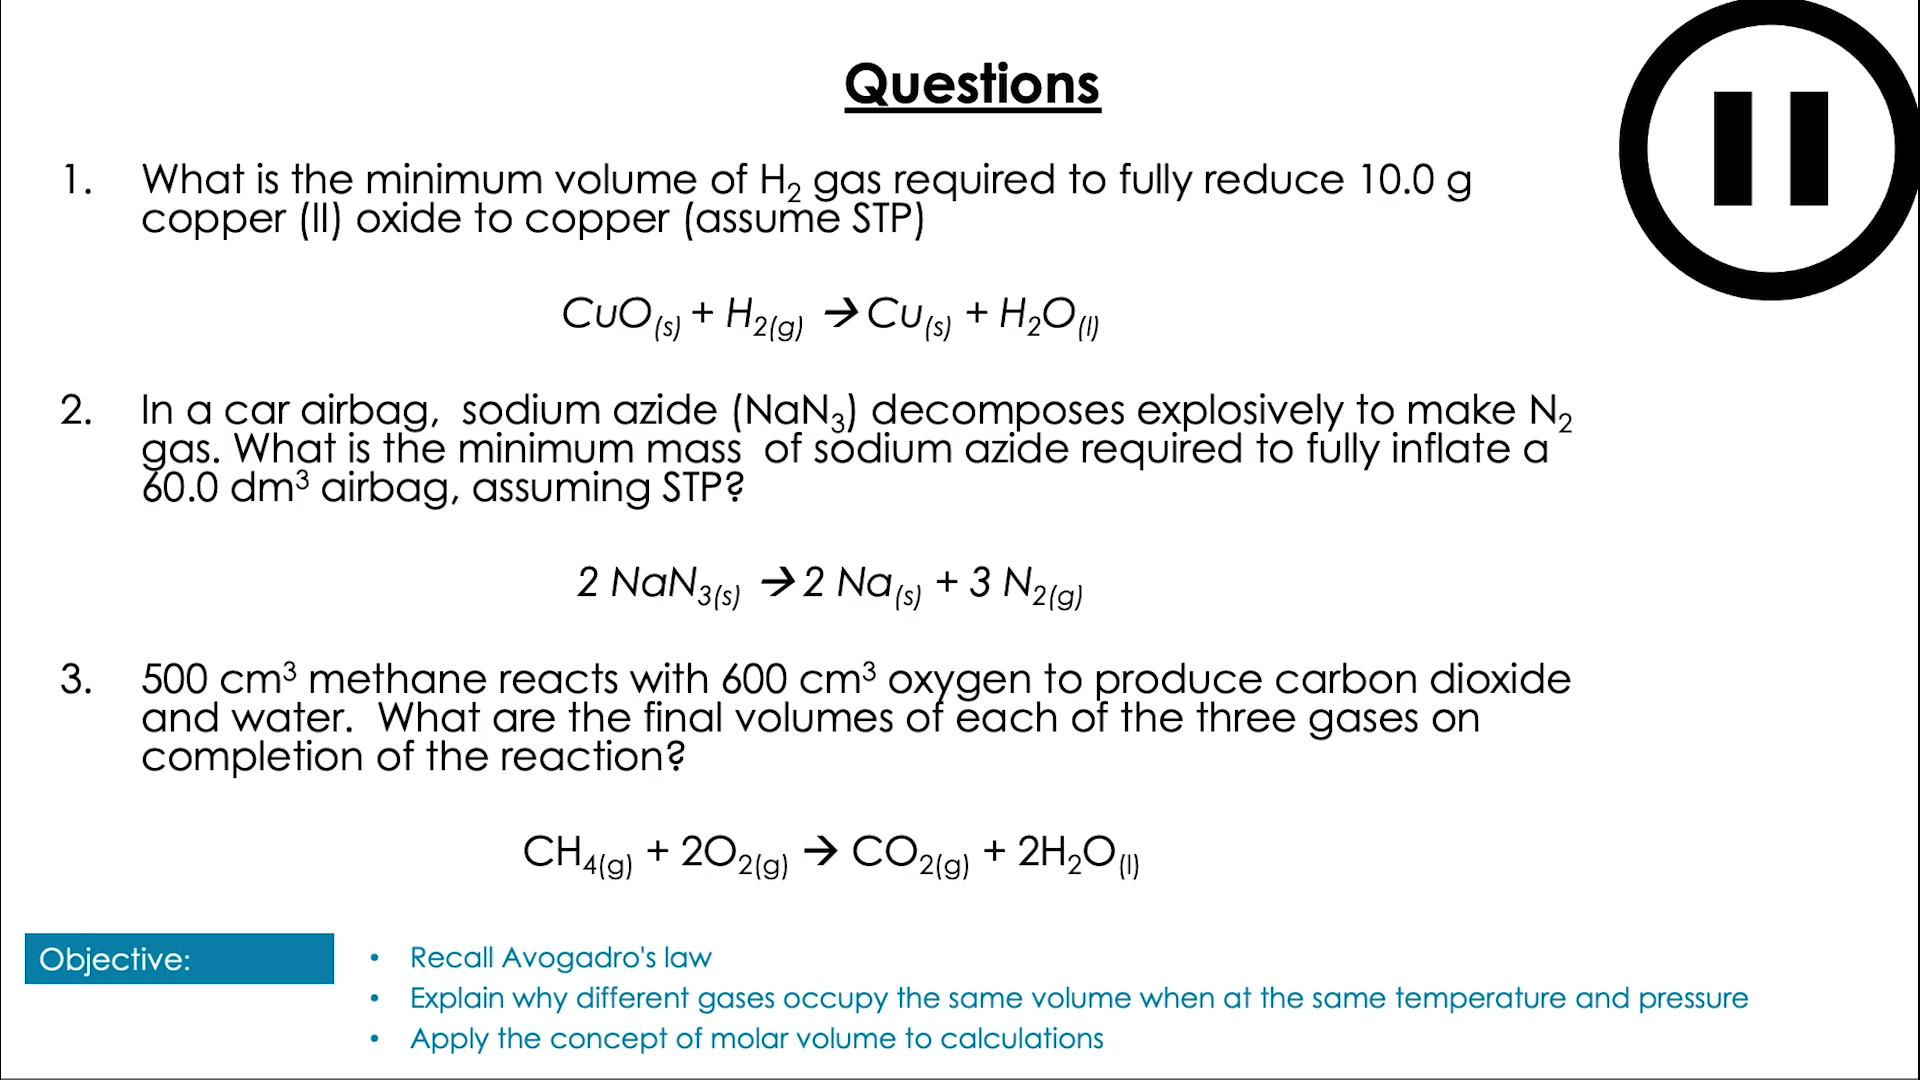 Questions
1. What is the minimum volume of H₂ gas required to fully reduce 10.0 g
copper (II) oxide to copper (assume STP)
CuO₍s₎ + H₂₍g₎ → Cu₍s₎ + H₂O₍l₎
2. In a car airbag, sodium azide (NaN₃) decomposes explosively to make N₂
gas. What is the minimum mass of sodium azide required to fully inflate a
60.0 dm³ airbag, assuming STP?
2 NaN₃₍s₎ → 2 Na₍s₎ + 3 N₂₍g₎
3. 500 cm³ methane reacts with 600 cm³ oxygen to produce carbon dioxide
and water. What are the final volumes of each of the three gases on
completion of the reaction?
CH₄₍g₎ + 2O₂₍g₎ → CO₂₍g₎ + 2H₂O₍l₎
Objective:
• Recall Avogadro's law
• Explain why different gases occupy the same volume when at the same temperature and pressure
• Apply the concept of molar volume to calculations